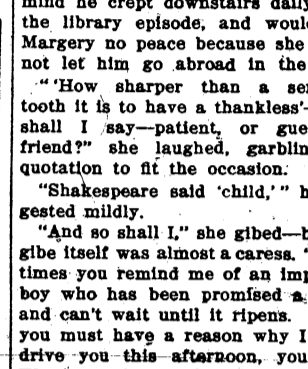 mind he crept downstairs daily
the library episode, and woul
Margery no peace because she
not let him go abroad in the
"'How sharper than a se
tooth it is to have a thankless'—
shall I say—patient, or gue
friend?" she laughed, garblin
quotation to fit the occasion.
"Shakespeare said 'child,'" h
gested mildly.
"And so shall I," she gibed—b
gibe itself was almost a caress. "
times you remind me of an imp
boy who has been promised a
and can't wait until it ripens.
you must have a reason why I
drive you this afternoon, you